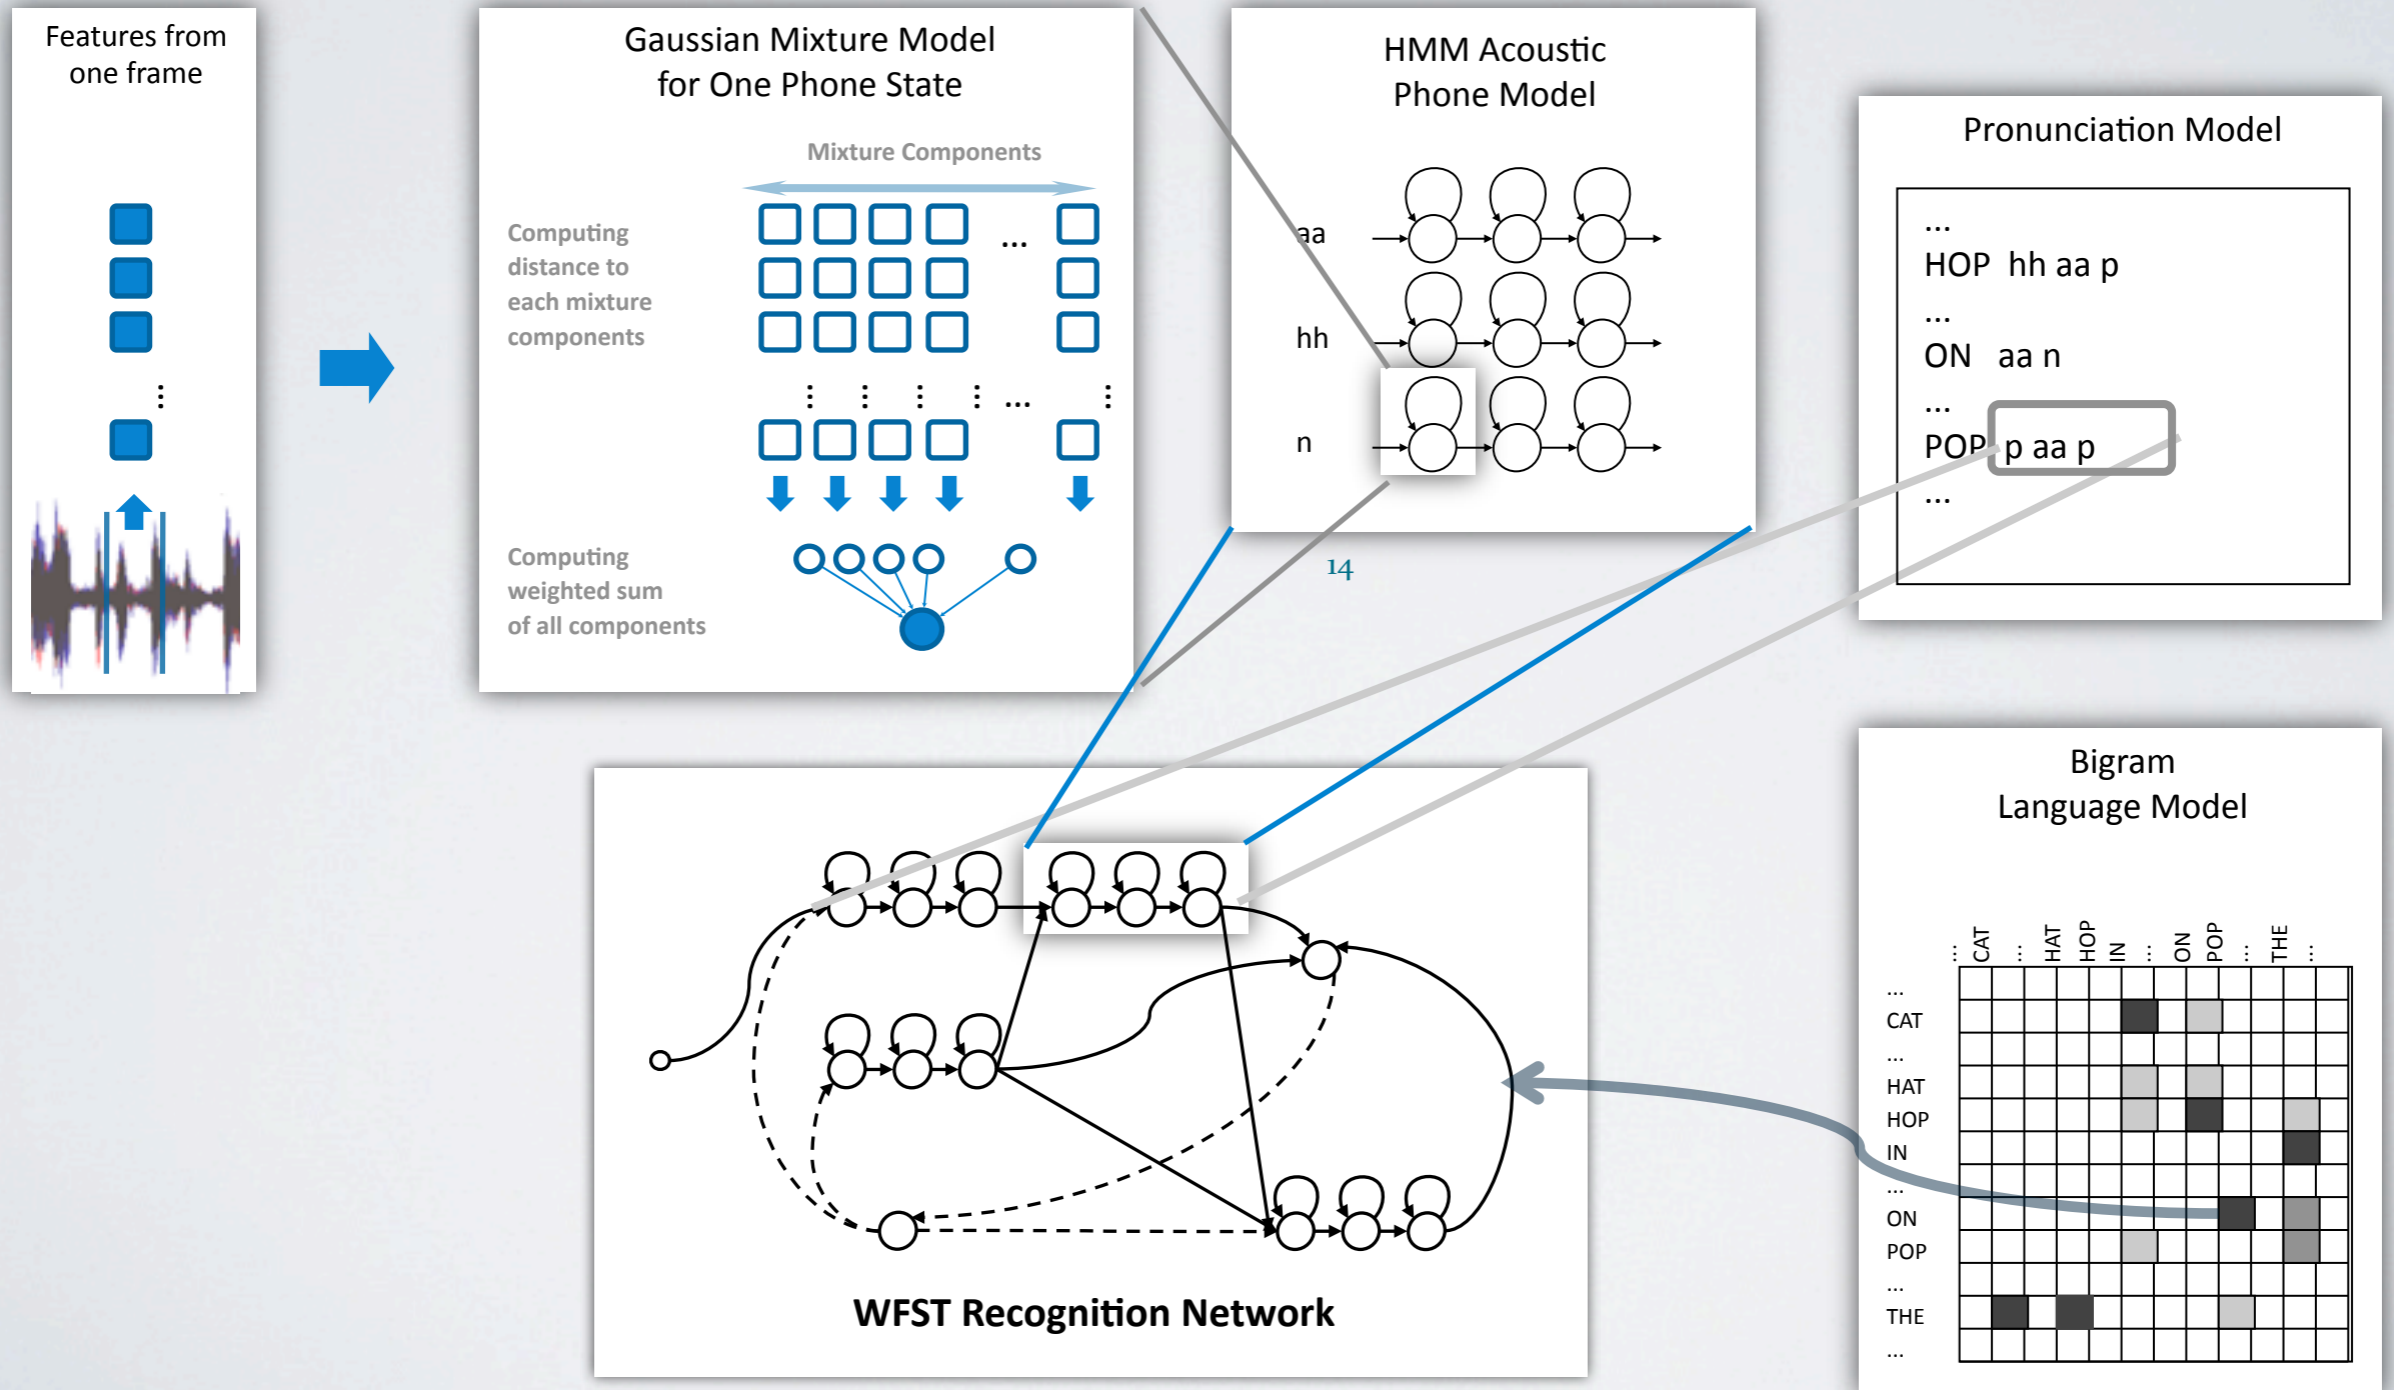 Features from
one frame
Gaussian Mixture Model
for One Phone State
Mixture Components
Computing
distance to
each mixture
components
...
...
Computing
weighted sum
of all components
HMM Acoustic
Phone Model
aa
hh
n
14
Pronunciation Model
...
HOP hh aa p
...
ON aa n
...
POP p aa p
...
WFST Recognition Network
Bigram
Language Model
... CAT ... HAT HOP IN ... ON POP ... THE ...
...
CAT
...
HAT
HOP
IN
...
ON
POP
...
THE
...